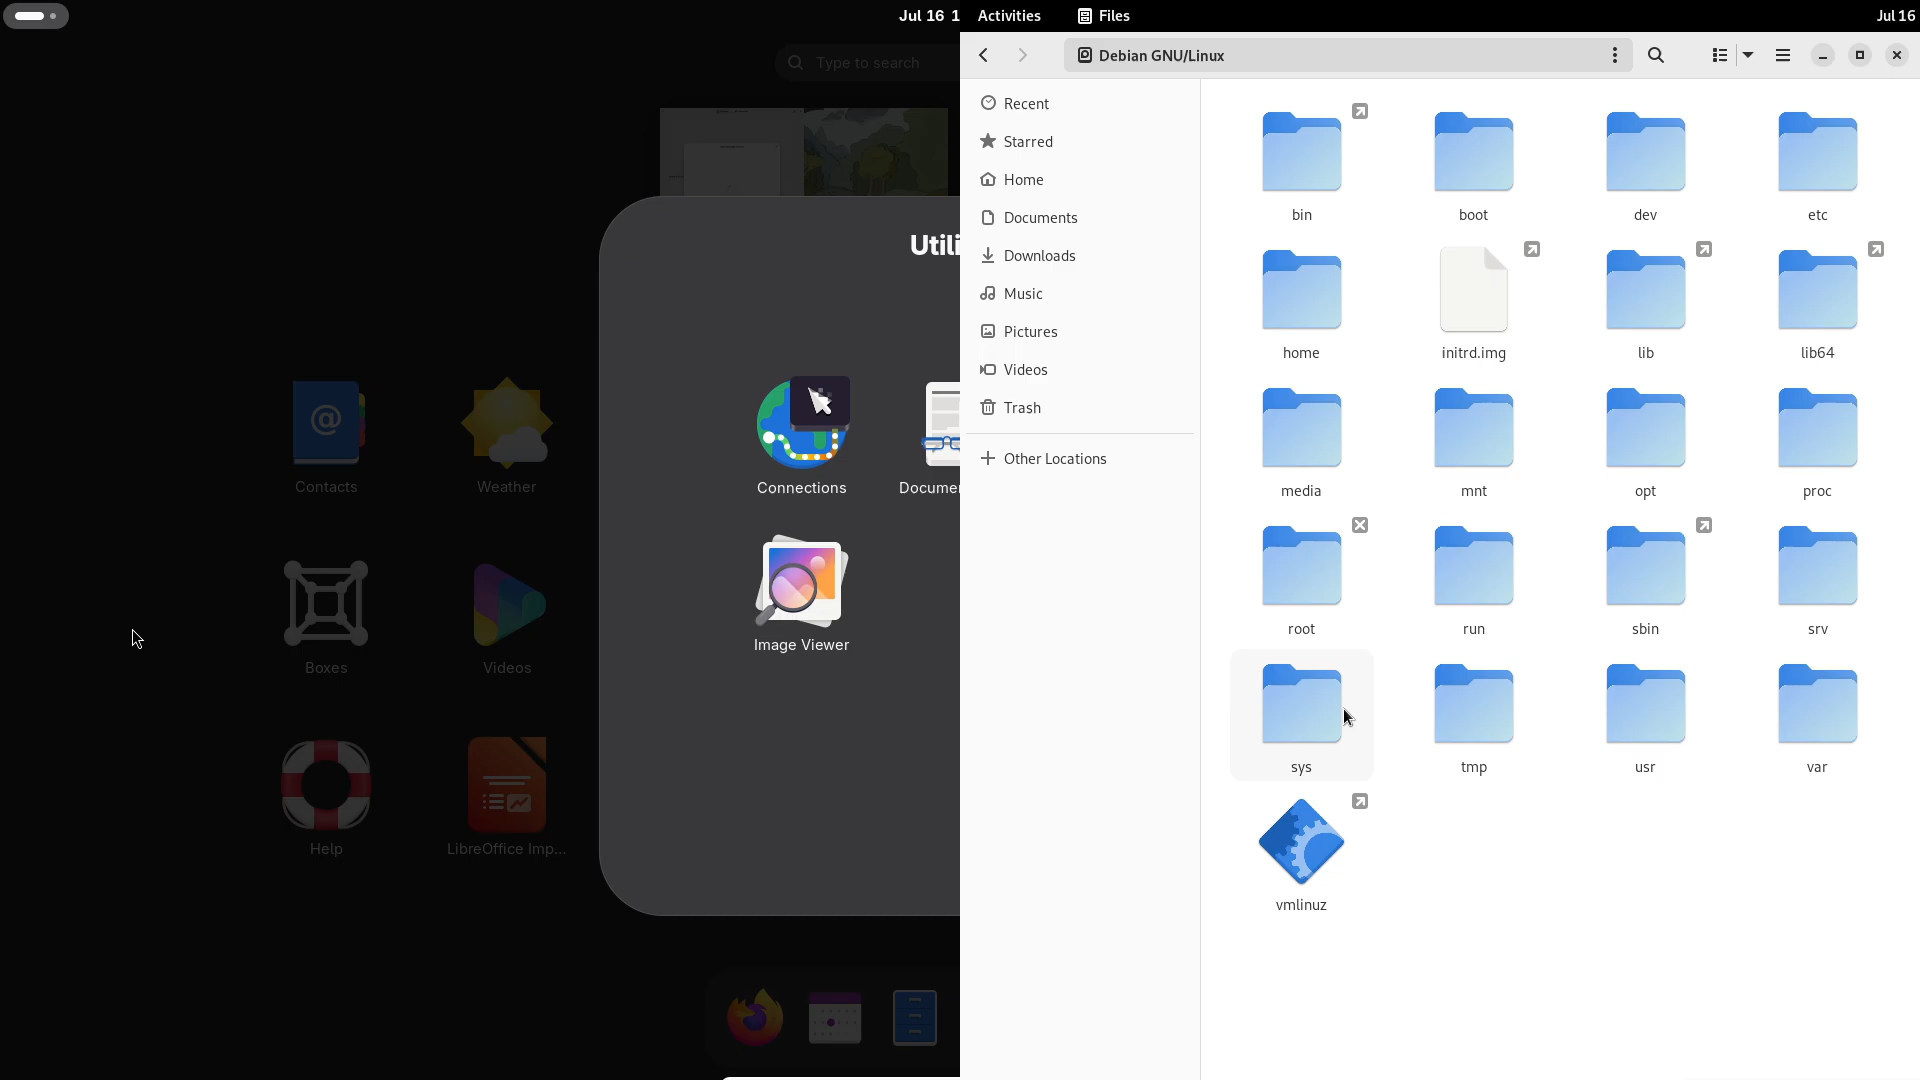 Jul 16 1
Type to search
Contacts
Weather
Boxes
Videos
Help
LibreOffice Imp...
Utili
Connections
Documen
Image Viewer
Activities
Files
Jul 16
Debian GNU/Linux
Recent
Starred
Home
Documents
Downloads
Music
Pictures
Videos
Trash
Other Locations
bin
boot
dev
etc
home
initrd.img
lib
lib64
media
mnt
opt
proc
root
run
sbin
srv
sys
tmp
usr
var
vmlinuz